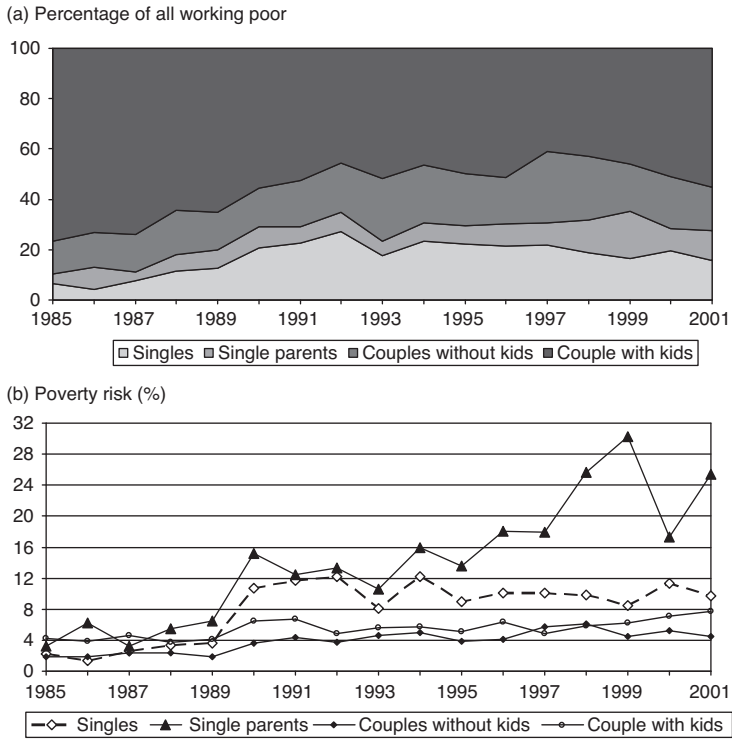 (a) Percentage of all working poor
100
80
60
40
20
0
1985 1987 1989 1991 1993 1995 1997 1999 2001
Singles Single parents Couples without kids Couple with kids
(b) Poverty risk (%)
32
28
24
20
16
12
8
4
0
1985 1987 1989 1991 1993 1995 1997 1999 2001
Singles Single parents Couples without kids Couple with kids